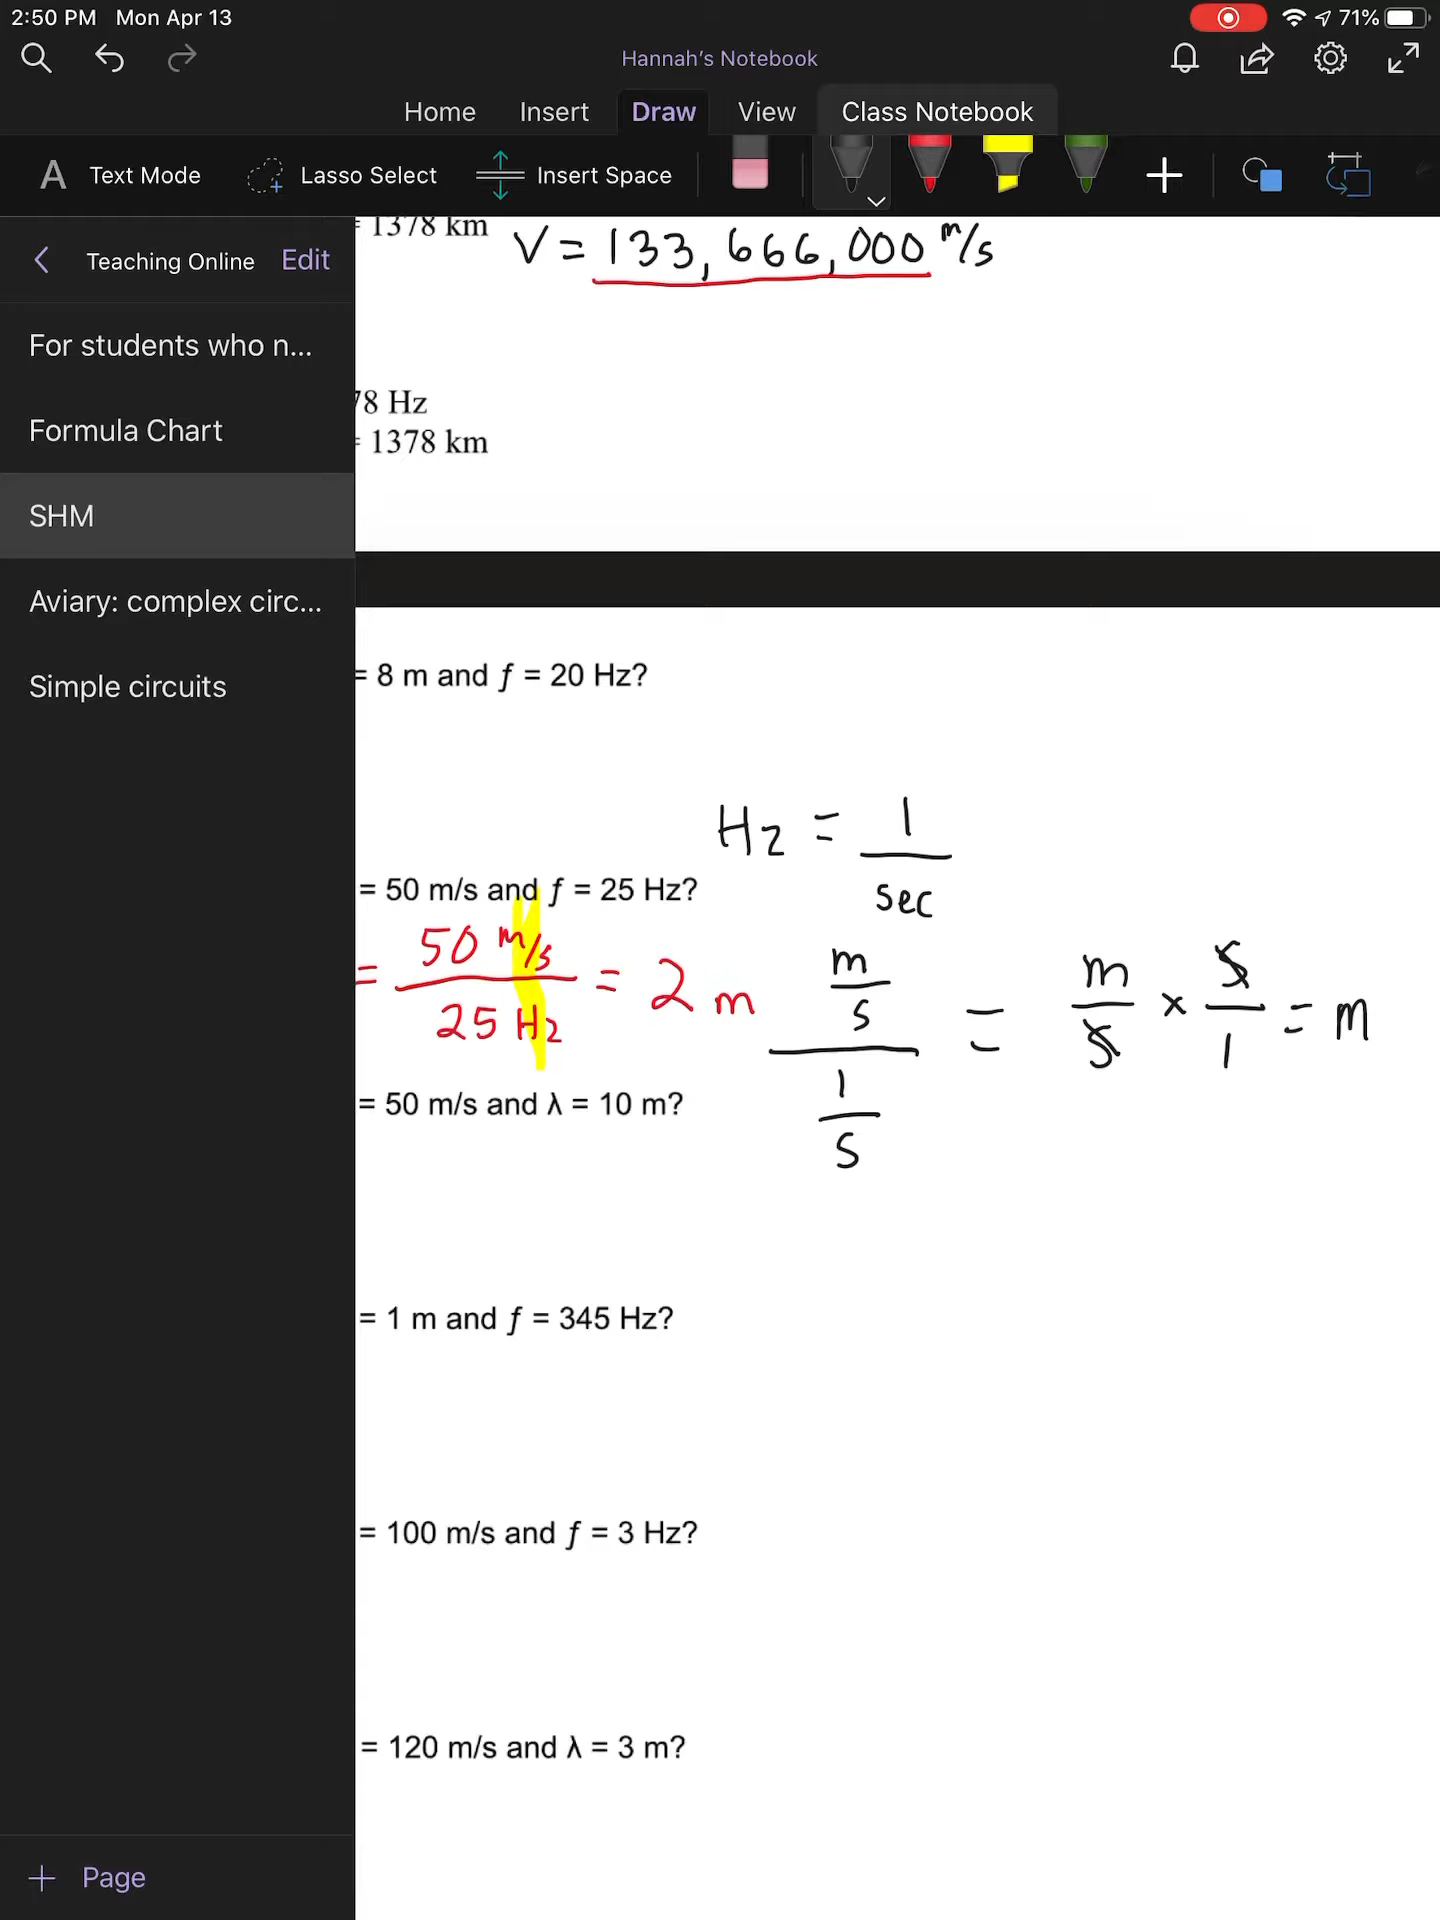 2:50 PM Mon Apr 13 71%
Hannah's Notebook
Home Insert Draw View Class Notebook
A Text Mode Lasso Select Insert Space
Teaching Online Edit
For students who n...
Formula Chart
SHM
Aviary: complex circ...
Simple circuits
+ Page
= 1378 km
V = 133,666,000 m/s
78 Hz
= 1378 km
= 8 m and ƒ = 20 Hz?
Hz = 1/sec
= 50 m/s and ƒ = 25 Hz?
= 50 m/s / 25 Hz = 2 m
m/s / 1/s = m/s × s/1 = m
= 50 m/s and λ = 10 m?
= 1 m and ƒ = 345 Hz?
= 100 m/s and ƒ = 3 Hz?
= 120 m/s and λ = 3 m?